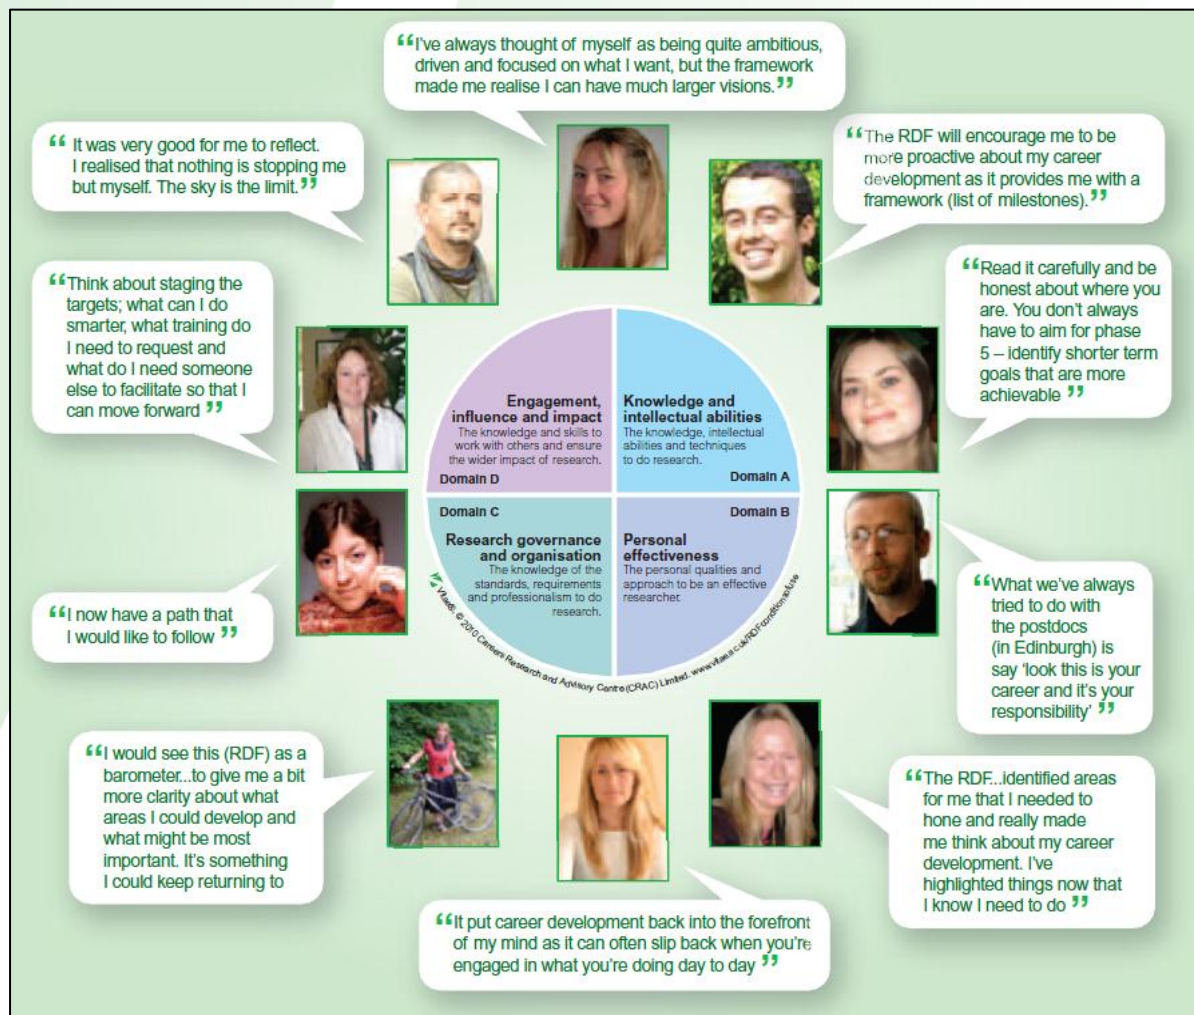 “I’ve always thought of myself as being quite ambitious,
driven and focused on what I want, but the framework
made me realise I can have much larger visions.”
“It was very good for me to reflect.
I realised that nothing is stopping me
but myself. The sky is the limit.”
“The RDF will encourage me to be
more proactive about my career
development as it provides me with a
framework (list of milestones).”
“Think about staging the
targets; what can I do
smarter, what training do
I need to request and
what do I need someone
else to facilitate so that I
can move forward ”
“Read it carefully and be
honest about where you
are. You don’t always
have to aim for phase
5 – identify shorter term
goals that are more
achievable ”
Engagement,
influence and impact
The knowledge and skills to
work with others and ensure
the wider impact of research.
Domain D
Knowledge and
intellectual abilities
The knowledge, intellectual
abilities and techniques
to do research.
Domain A
Domain C
Research governance
and organisation
The knowledge of the
standards, requirements
and professionalism to do
research.
Domain B
Personal
effectiveness
The personal qualities and
approach to be an effective
researcher.
Vitae®, © 2010 Careers Research and Advisory Centre (CRAC) Limited. www.vitae.ac.uk/RDFconditionsofuse
“I now have a path that
I would like to follow ”
“What we’ve always
tried to do with
the postdocs
(in Edinburgh) is
say ‘look this is your
career and it’s your
responsibility’ ”
“I would see this (RDF) as a
barometer...to give me a bit
more clarity about what
areas I could develop and
what might be most
important. It’s something
I could keep returning to
“The RDF...identified areas
for me that I needed to
hone and really made
me think about my career
development. I’ve
highlighted things now that
I know I need to do ”
“It put career development back into the forefront
of my mind as it can often slip back when you’re
engaged in what you’re doing day to day ”